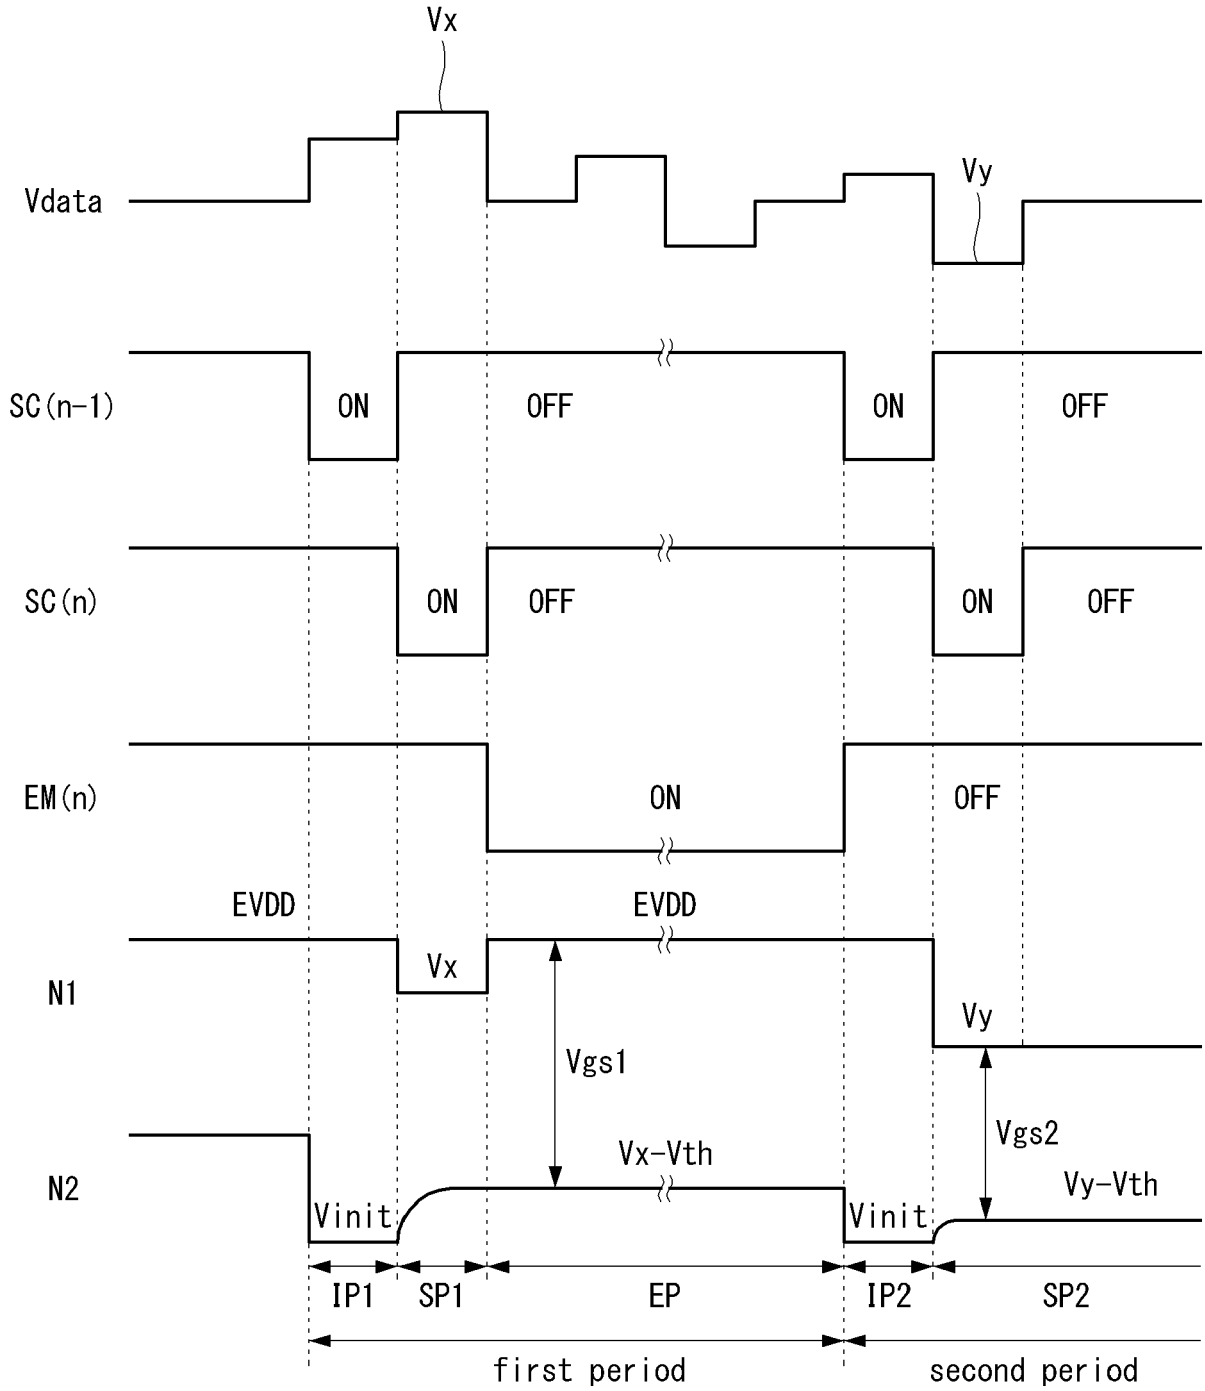 Vx
Vy
Vdata
SC(n-1)
ON
OFF
ON
OFF
SC(n)
ON
OFF
ON
OFF
EM(n)
ON
OFF
EVDD
EVDD
N1
Vx
Vy
Vgs1
Vgs2
N2
Vx-Vth
Vy-Vth
Vinit
Vinit
IP1
SP1
EP
IP2
SP2
first period
second period